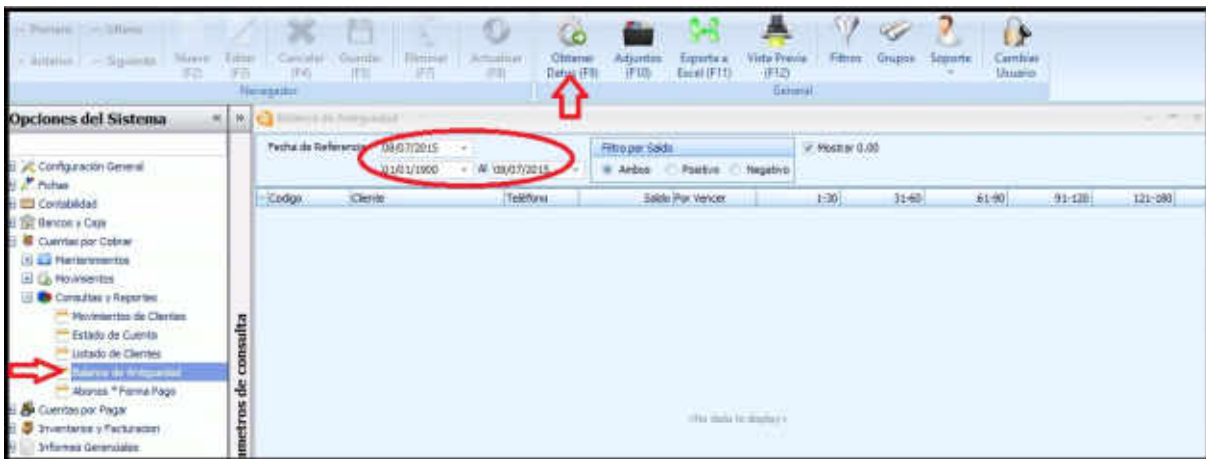 Primero Último
Anterior Siguiente
Nuevo (F2) Editar (F3) Cancelar (F4) Guardar (F5) Eliminar (F7) Actualizar (F8) Obtener Datos (F9) Adjuntos (F10) Exporta a Excel (F11) Vista Previa (F12) Filtros Grupos Soporte Cambiar Usuario
Navegador General
Opciones del Sistema
Balance de Antiguedad
Fecha de Referencia 08/07/2015 Filtro por Saldo Mostrar 0.00
01/01/1900 Al 09/07/2015 Ambos Positivo Negativo
Codigo Cliente Teléfono Saldo Por Vencer 1-30 31-60 61-90 91-120 121-180
Configuración General
Fichas
Contabilidad
Bancos y Caja
Cuentas por Cobrar
Mantenimientos
Movimientos
Consultas y Reportes
Movimientos de Clientes
Estado de Cuenta
Listado de Clientes
Balance de Antiguedad
Abonos * Forma Pago
Cuentas por Pagar
Inventarios y Facturacion
Informes Gerenciales
ametros de consulta
<No data to display>